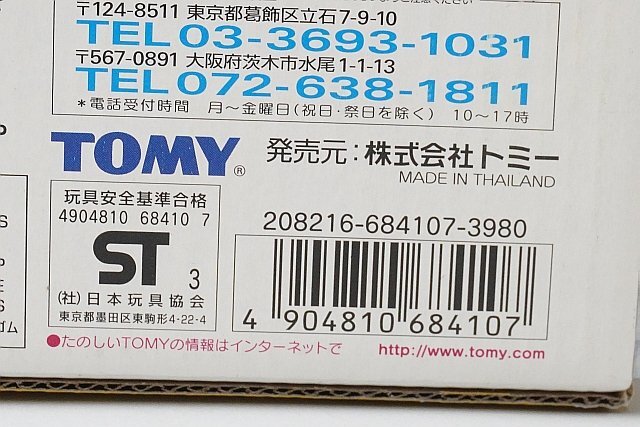 〒124-8511 東京都葛飾区立石7-9-10
TEL 03-3693-1031
〒567-0891 大阪府茨木市水尾1-1-13
TEL 072-638-1811
*電話受付時間 月～金曜日(祝日・祭日を除く) 10～17時
TOMY® 発売元：株式会社トミー
MADE IN THAILAND
玩具安全基準合格
4904810 68410 7
ST 3
(社)日本玩具協会
東京都墨田区東駒形4-22-4
208216-684107-3980
4 904810 684107
●たのしいTOMYの情報はインターネットで http://www.tomy.com